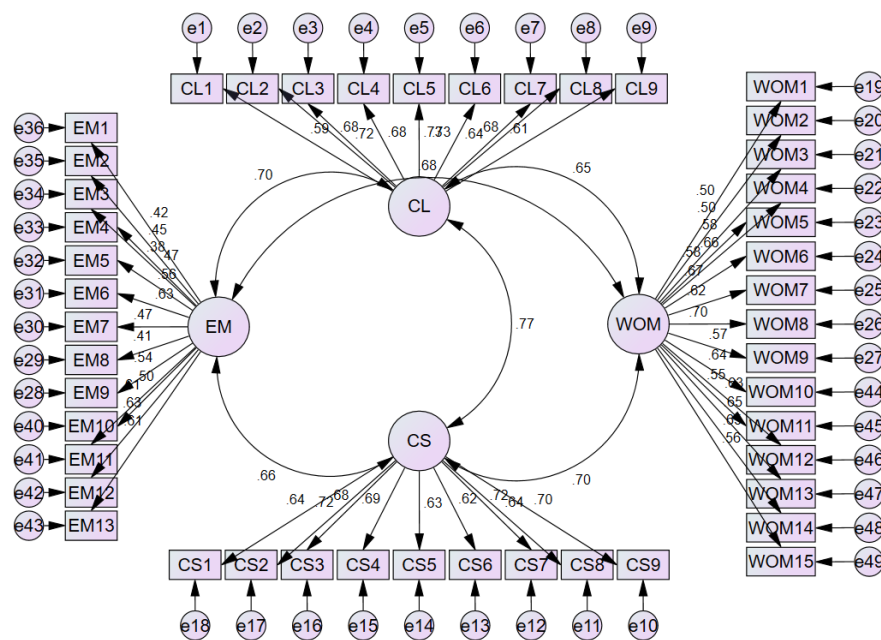 e1 e2 e3 e4 e5 e6 e7 e8 e9
CL1 CL2 CL3 CL4 CL5 CL6 CL7 CL8 CL9
.59 .68 .72 .68 .73 .73 .64 .68 .61
CL
.70 .68 .65 .77
e36 EM1
e35 EM2
e34 EM3
e33 EM4
e32 EM5
e31 EM6
e30 EM7
e29 EM8
e28 EM9
e40 EM10
e41 EM11
e42 EM12
e43 EM13
.42
.45
.38
.47
.56
.63
.47
.41
.54
.50
.63
.61
EM
WOM
WOM1 e19
WOM2 e20
WOM3 e21
WOM4 e22
WOM5 e23
WOM6 e24
WOM7 e25
WOM8 e26
WOM9 e27
WOM10 e44
WOM11 e45
WOM12 e46
WOM13 e47
WOM14 e48
WOM15 e49
.50
.50
.58
.66
.58
.67
.62
.70
.57
.64
.55
.63
.65
.56
CS
.66 .70
.64 .72 .68 .69 .63 .62 .72 .64 .70
CS1 CS2 CS3 CS4 CS5 CS6 CS7 CS8 CS9
e18 e17 e16 e15 e14 e13 e12 e11 e10